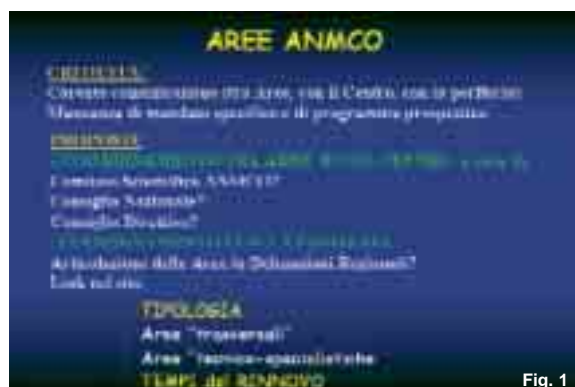 AREE ANMCO
CRITICITÀ:
Carente comunicazione tra Aree, con il Centro, con la periferia
Mancanza di mandato specifico e di programma prospettico
Comitato Scientifico ANMCO?
Consiglio Nazionale?
Consiglio Direttivo?
Articolazione delle Aree in Delegazioni Regionali?
Link nel sito
TIPOLOGIA
Aree "trasversali"
Aree "tecnico-specialistiche
TEMPI del RINNOVO
Fig. 1